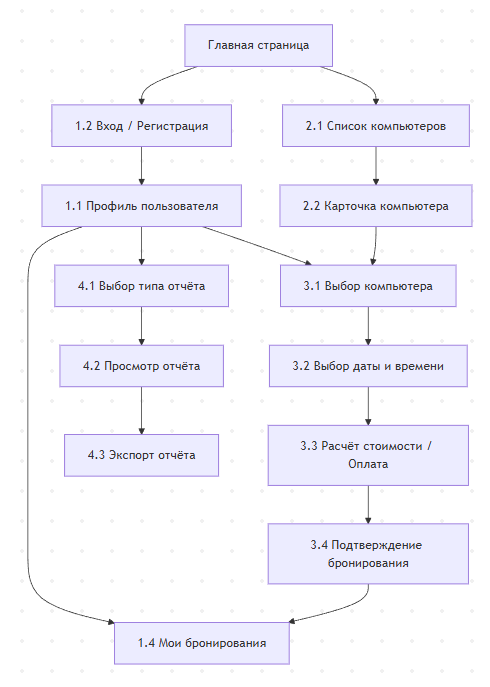 Главная страница
1.2 Вход / Регистрация
2.1 Список компьютеров
1.1 Профиль пользователя
2.2 Карточка компьютера
4.1 Выбор типа отчёта
3.1 Выбор компьютера
4.2 Просмотр отчёта
3.2 Выбор даты и времени
4.3 Экспорт отчёта
3.3 Расчёт стоимости /
Оплата
3.4 Подтверждение
бронирования
1.4 Мои бронирования